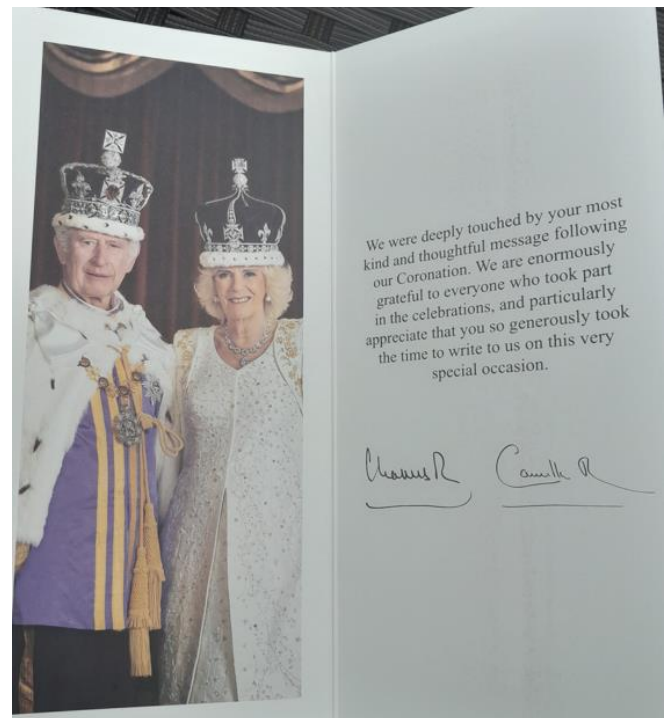 We were deeply touched by your most
kind and thoughtful message following
our Coronation. We are enormously
grateful to everyone who took part
in the celebrations, and particularly
appreciate that you so generously took
the time to write to us on this very
special occasion.
Charles R Camilla R